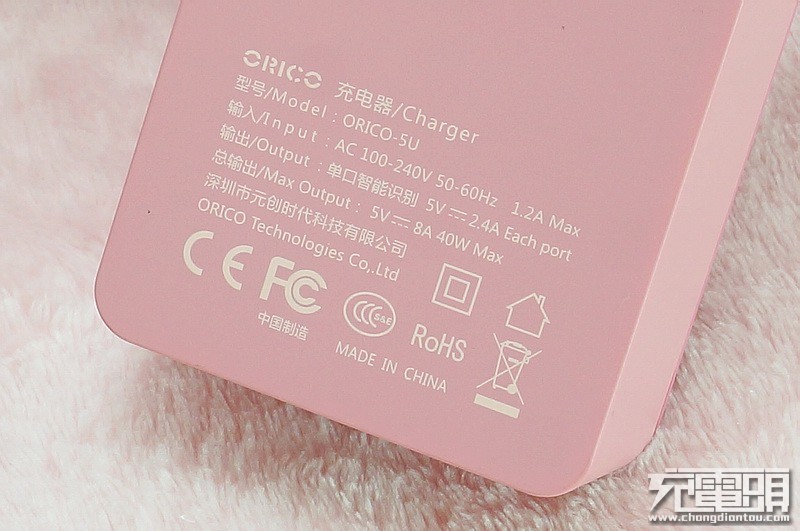 ORICO 充电器/Charger
型号/Model : ORICO-5U
输入/Input : AC 100-240V 50-60Hz 1.2A Max
输出/Output : 单口智能识别 5V⎓2.4A Each port
总输出/Max Output : 5V⎓8A 40W Max
深圳市元创时代科技有限公司
ORICO Technologies Co,.Ltd
CE FC CCC S&E RoHS
中国制造 MADE IN CHINA
充電頭
www.chongdiantou.com